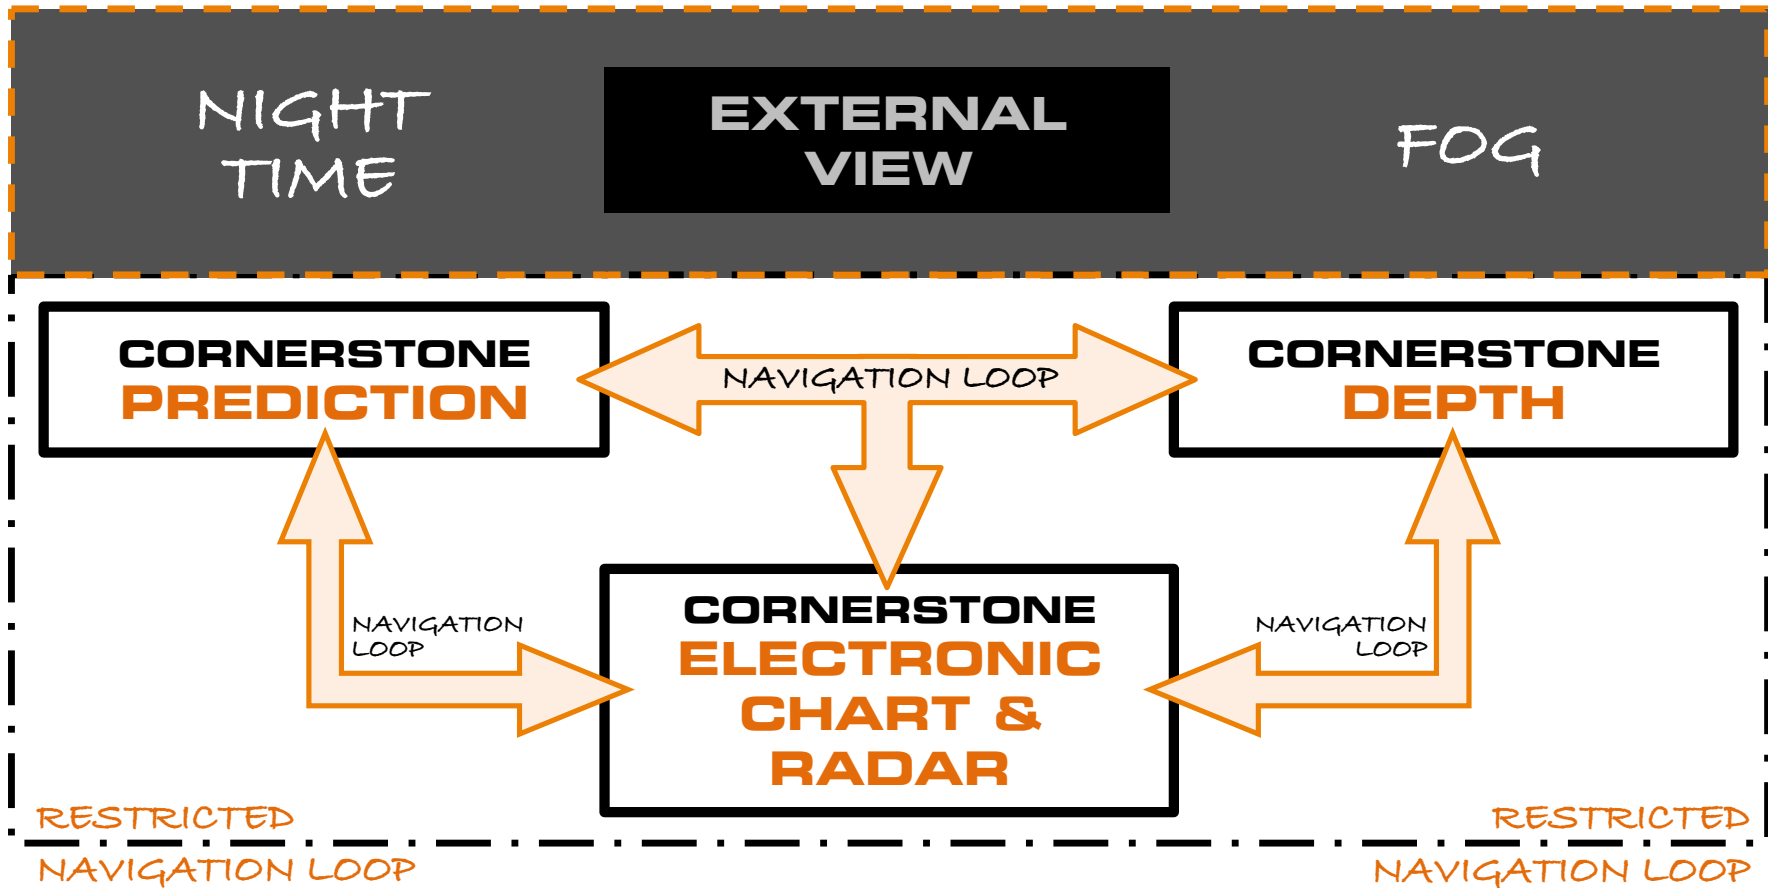 NIGHT
TIME
EXTERNAL
VIEW
FOG
CORNERSTONE
PREDICTION
NAVIGATION LOOP
CORNERSTONE
DEPTH
NAVIGATION
LOOP
CORNERSTONE
ELECTRONIC
CHART &
RADAR
NAVIGATION
LOOP
RESTRICTED
NAVIGATION LOOP
RESTRICTED
NAVIGATION LOOP